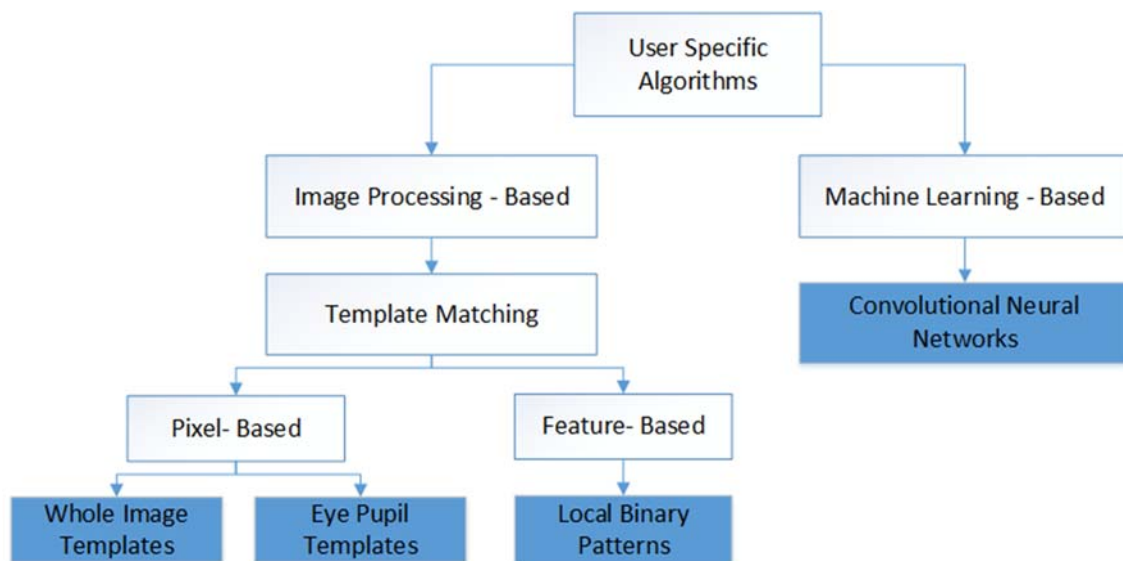 User Specific
Algorithms
Image Processing - Based
Machine Learning - Based
Template Matching
Convolutional Neural
Networks
Pixel- Based
Feature- Based
Whole Image
Templates
Eye Pupil
Templates
Local Binary
Patterns